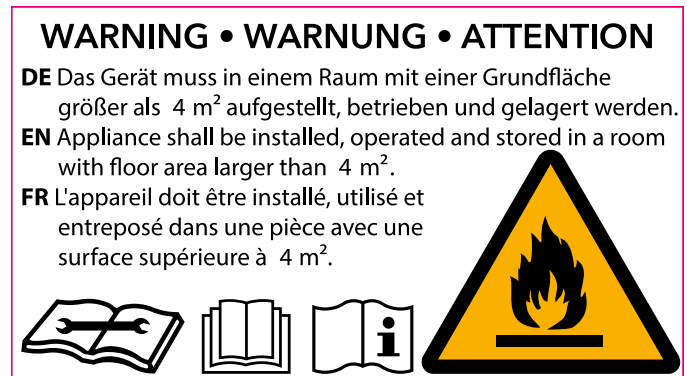 WARNING • WARNUNG • ATTENTION
DE Das Gerät muss in einem Raum mit einer Grundfläche
größer als 4 m² aufgestellt, betrieben und gelagert werden.
EN Appliance shall be installed, operated and stored in a room
with floor area larger than 4 m².
FR L'appareil doit être installé, utilisé et
entreposé dans une pièce avec une
surface supérieure à 4 m².
i